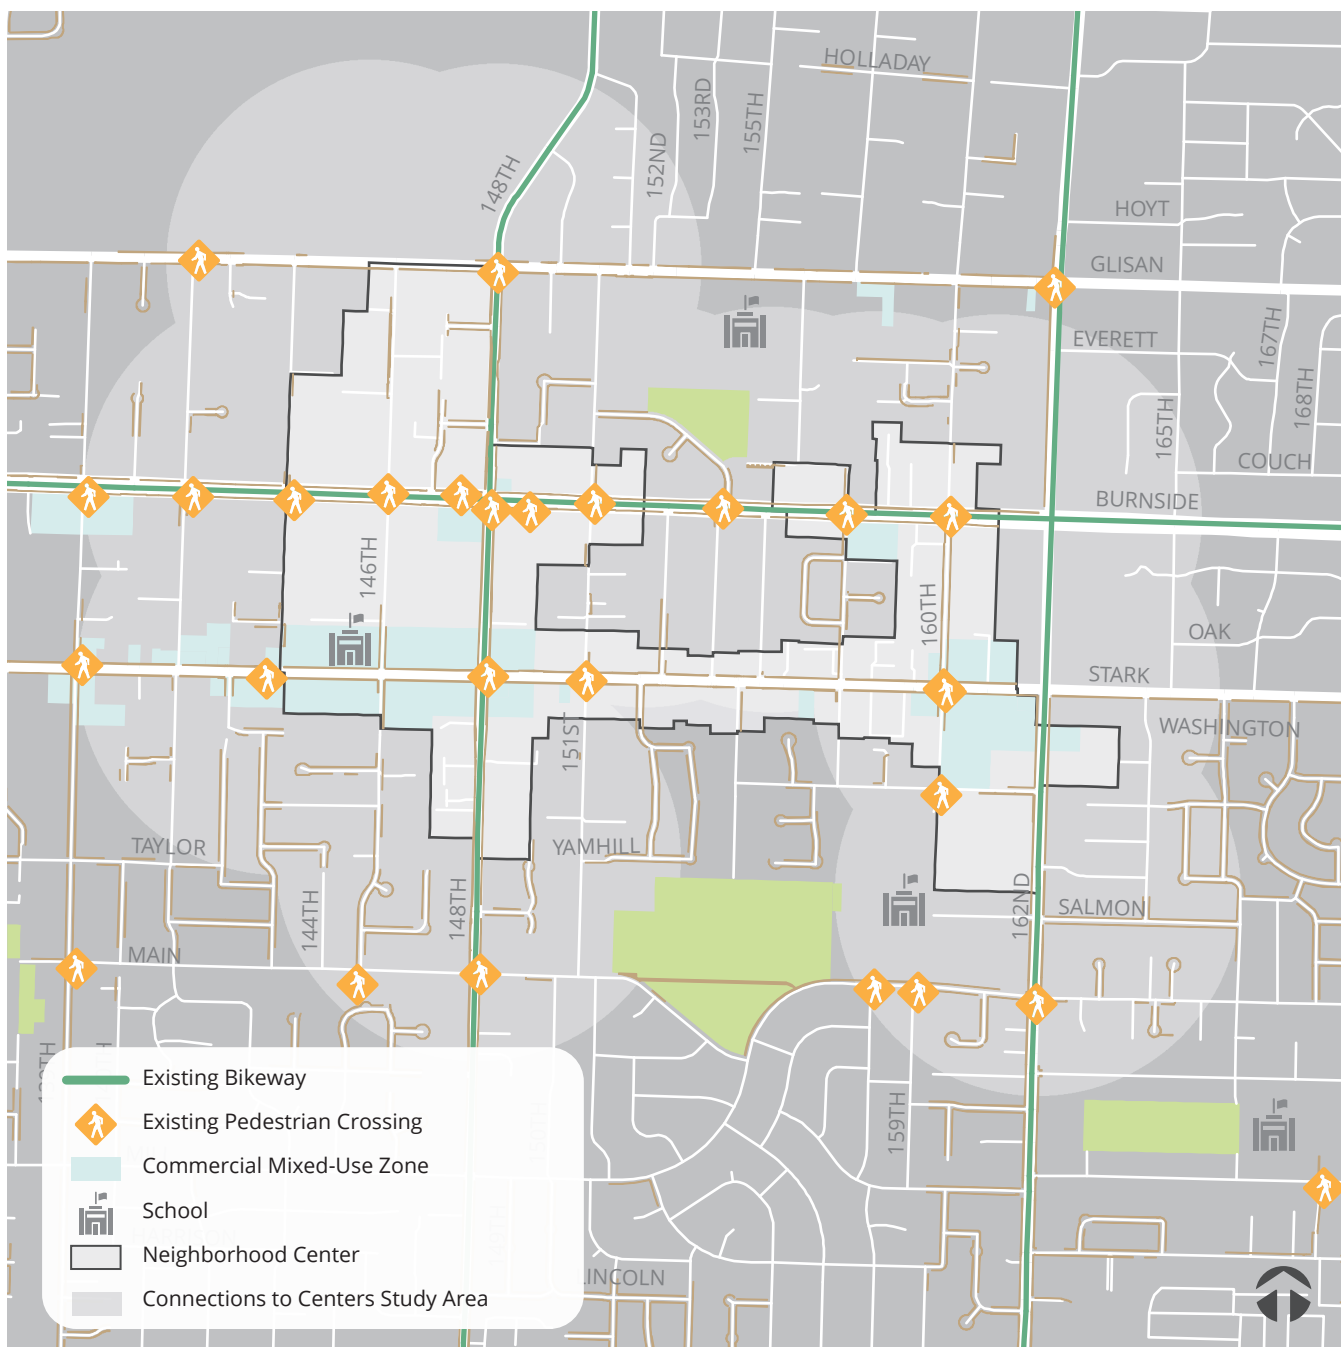 HOLLADAY
153RD
155TH
152ND
148TH
HOYT
GLISAN
EVERETT
167TH
168TH
165TH
COUCH
BURNSIDE
146TH
160TH
OAK
STARK
WASHINGTON
151ST
TAYLOR
YAMHILL
144TH
148TH
162ND
SALMON
MAIN
159TH
LINCOLN
Existing Bikeway
Existing Pedestrian Crossing
Commercial Mixed-Use Zone
School
Neighborhood Center
Connections to Centers Study Area